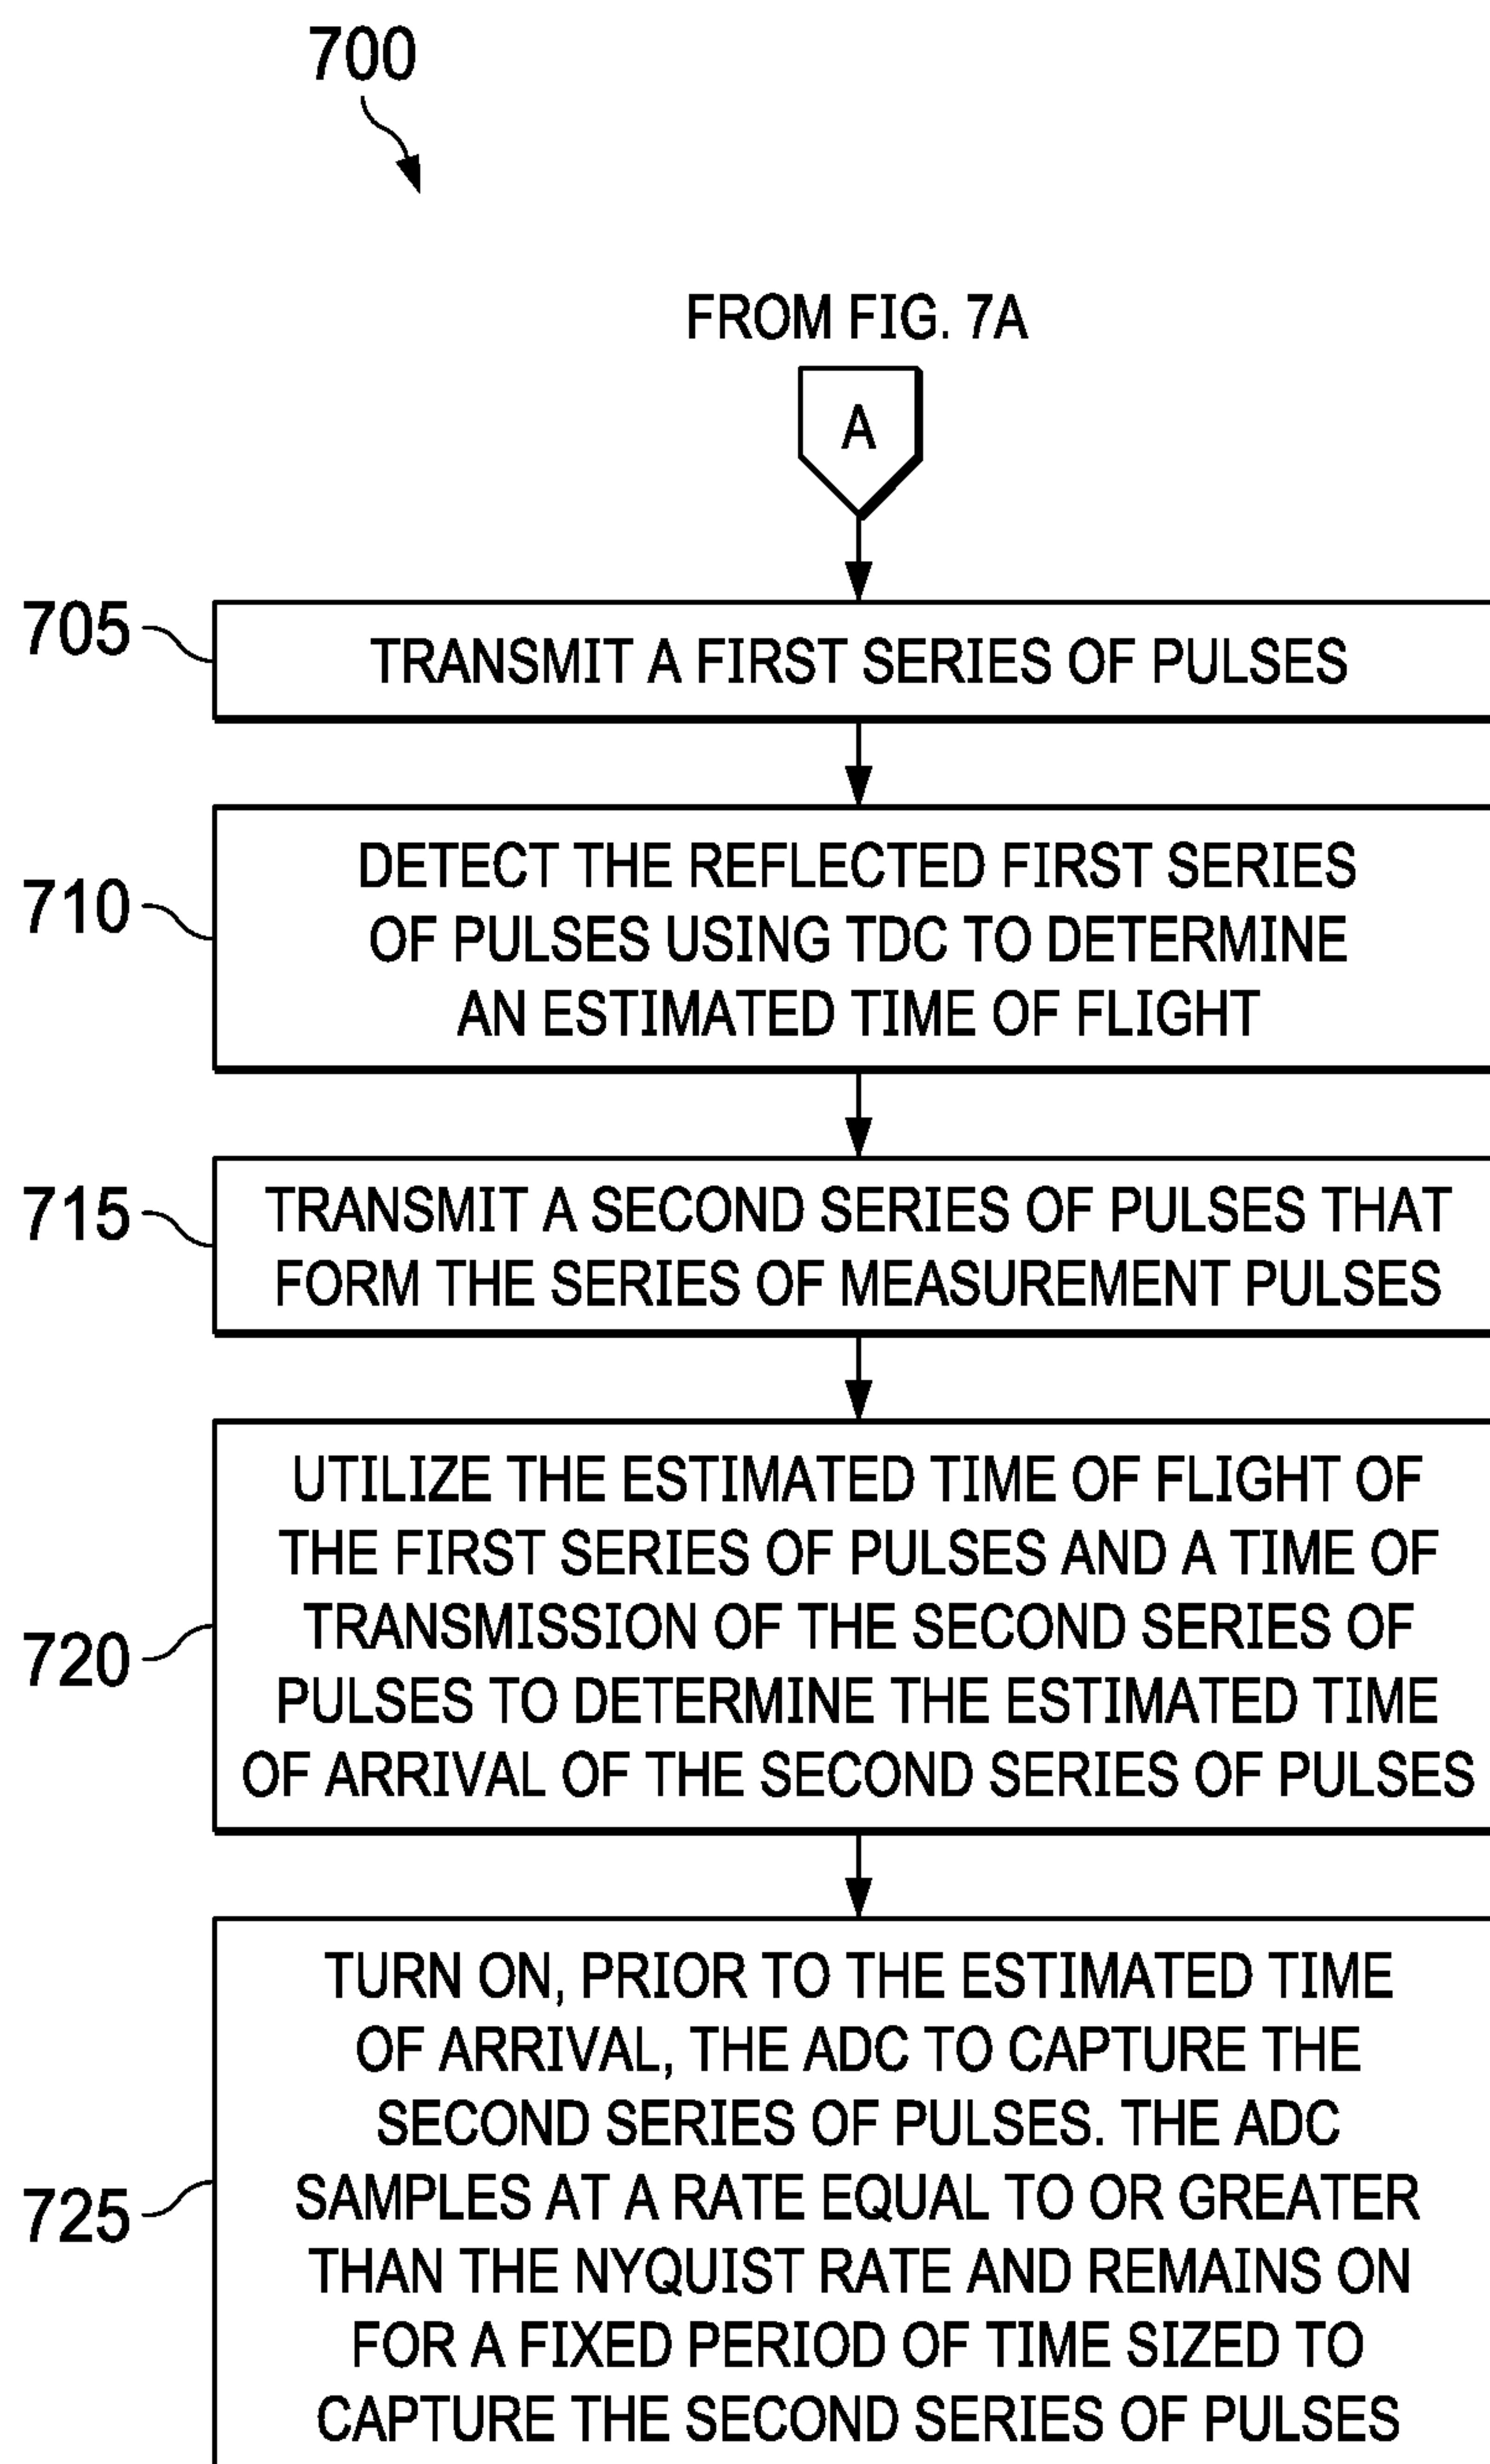 700
FROM FIG. 7A
A
705
TRANSMIT A FIRST SERIES OF PULSES
710
DETECT THE REFLECTED FIRST SERIES
OF PULSES USING TDC TO DETERMINE
AN ESTIMATED TIME OF FLIGHT
715
TRANSMIT A SECOND SERIES OF PULSES THAT
FORM THE SERIES OF MEASUREMENT PULSES
720
UTILIZE THE ESTIMATED TIME OF FLIGHT OF
THE FIRST SERIES OF PULSES AND A TIME OF
TRANSMISSION OF THE SECOND SERIES OF
PULSES TO DETERMINE THE ESTIMATED TIME
OF ARRIVAL OF THE SECOND SERIES OF PULSES
725
TURN ON, PRIOR TO THE ESTIMATED TIME
OF ARRIVAL, THE ADC TO CAPTURE THE
SECOND SERIES OF PULSES. THE ADC
SAMPLES AT A RATE EQUAL TO OR GREATER
THAN THE NYQUIST RATE AND REMAINS ON
FOR A FIXED PERIOD OF TIME SIZED TO
CAPTURE THE SECOND SERIES OF PULSES